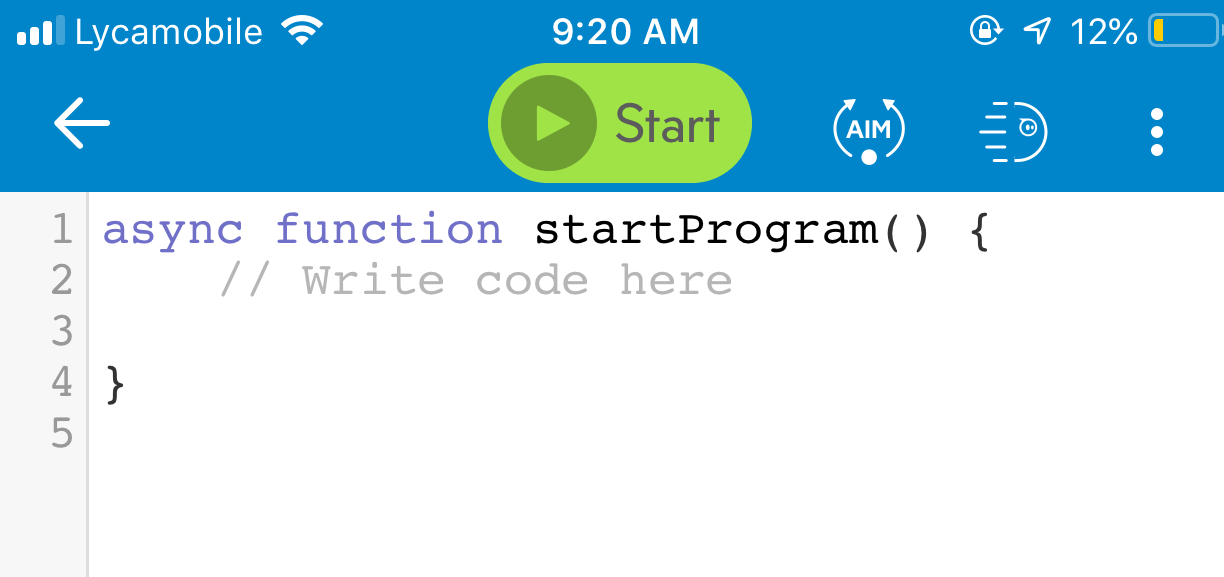 Lycamobile 9:20 AM 12%
Start AIM
1 async function startProgram() {
2 // Write code here
3
4 }
5